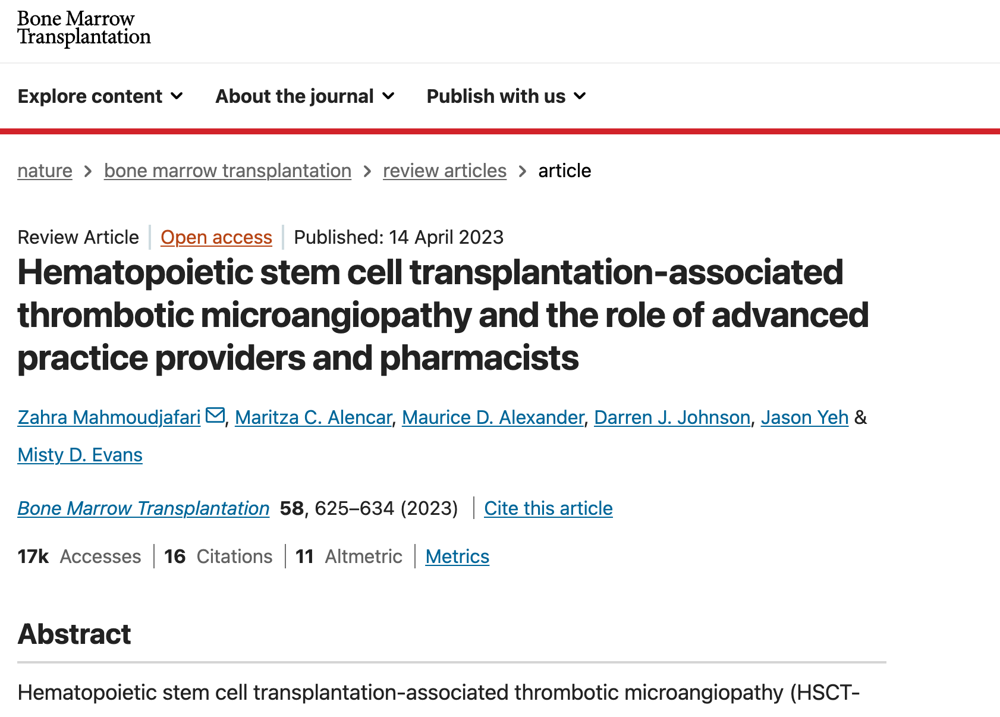 Bone Marrow
Transplantation
Explore content About the journal Publish with us
nature > bone marrow transplantation > review articles > article
Review Article | Open access | Published: 14 April 2023
Hematopoietic stem cell transplantation-associated
thrombotic microangiopathy and the role of advanced
practice providers and pharmacists
Zahra Mahmoudjafari, Maritza C. Alencar, Maurice D. Alexander, Darren J. Johnson, Jason Yeh &
Misty D. Evans
Bone Marrow Transplantation 58, 625–634 (2023) | Cite this article
17k Accesses | 16 Citations | 11 Altmetric | Metrics
Abstract
Hematopoietic stem cell transplantation-associated thrombotic microangiopathy (HSCT-